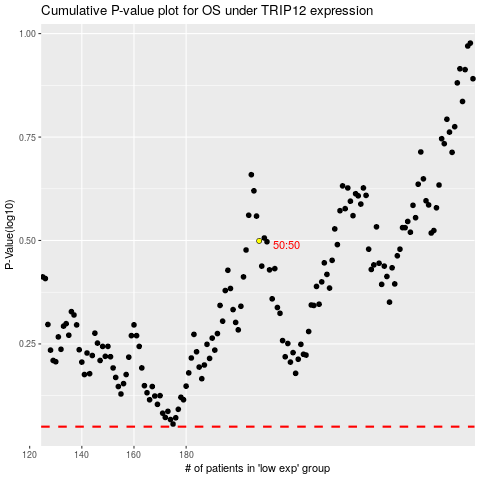 Cumulative P-value plot for OS under TRIP12 expression
1.00
0.75
0.50
0.25
P-Value(log10)
50:50
120 140 160 180
# of patients in 'low exp' group